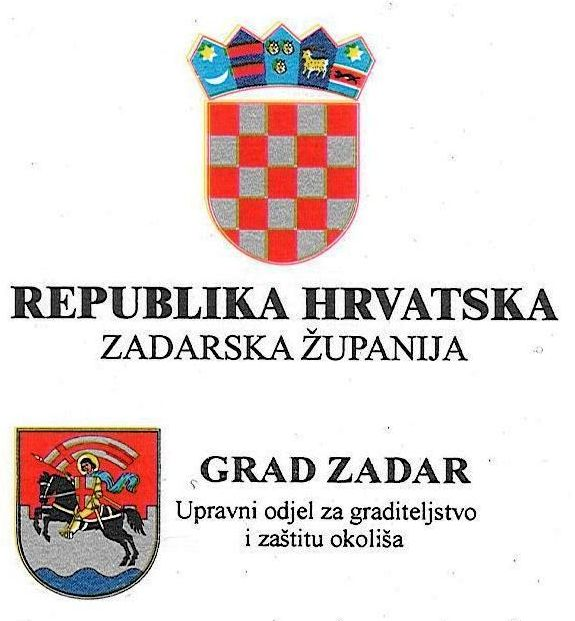 REPUBLIKA HRVATSKA
ZADARSKA ŽUPANIJA
GRAD ZADAR
Upravni odjel za graditeljstvo
i zaštitu okoliša